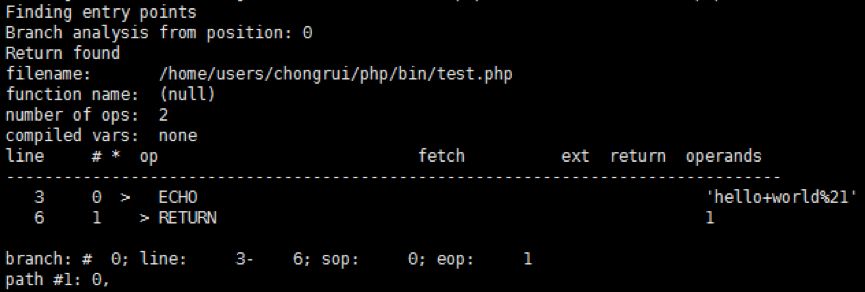 Finding entry points
Branch analysis from position: 0
Return found
filename:       /home/users/chongrui/php/bin/test.php
function name:  (null)
number of ops:  2
compiled vars:  none
line     # *  op                           fetch          ext  return  operands
---------------------------------------------------------------------------------
   3     0  >   ECHO                                                     'hello+world%21'
   6     1    > RETURN                                                   1
branch: #  0; line:     3-    6; sop:     0; eop:     1
path #1: 0,